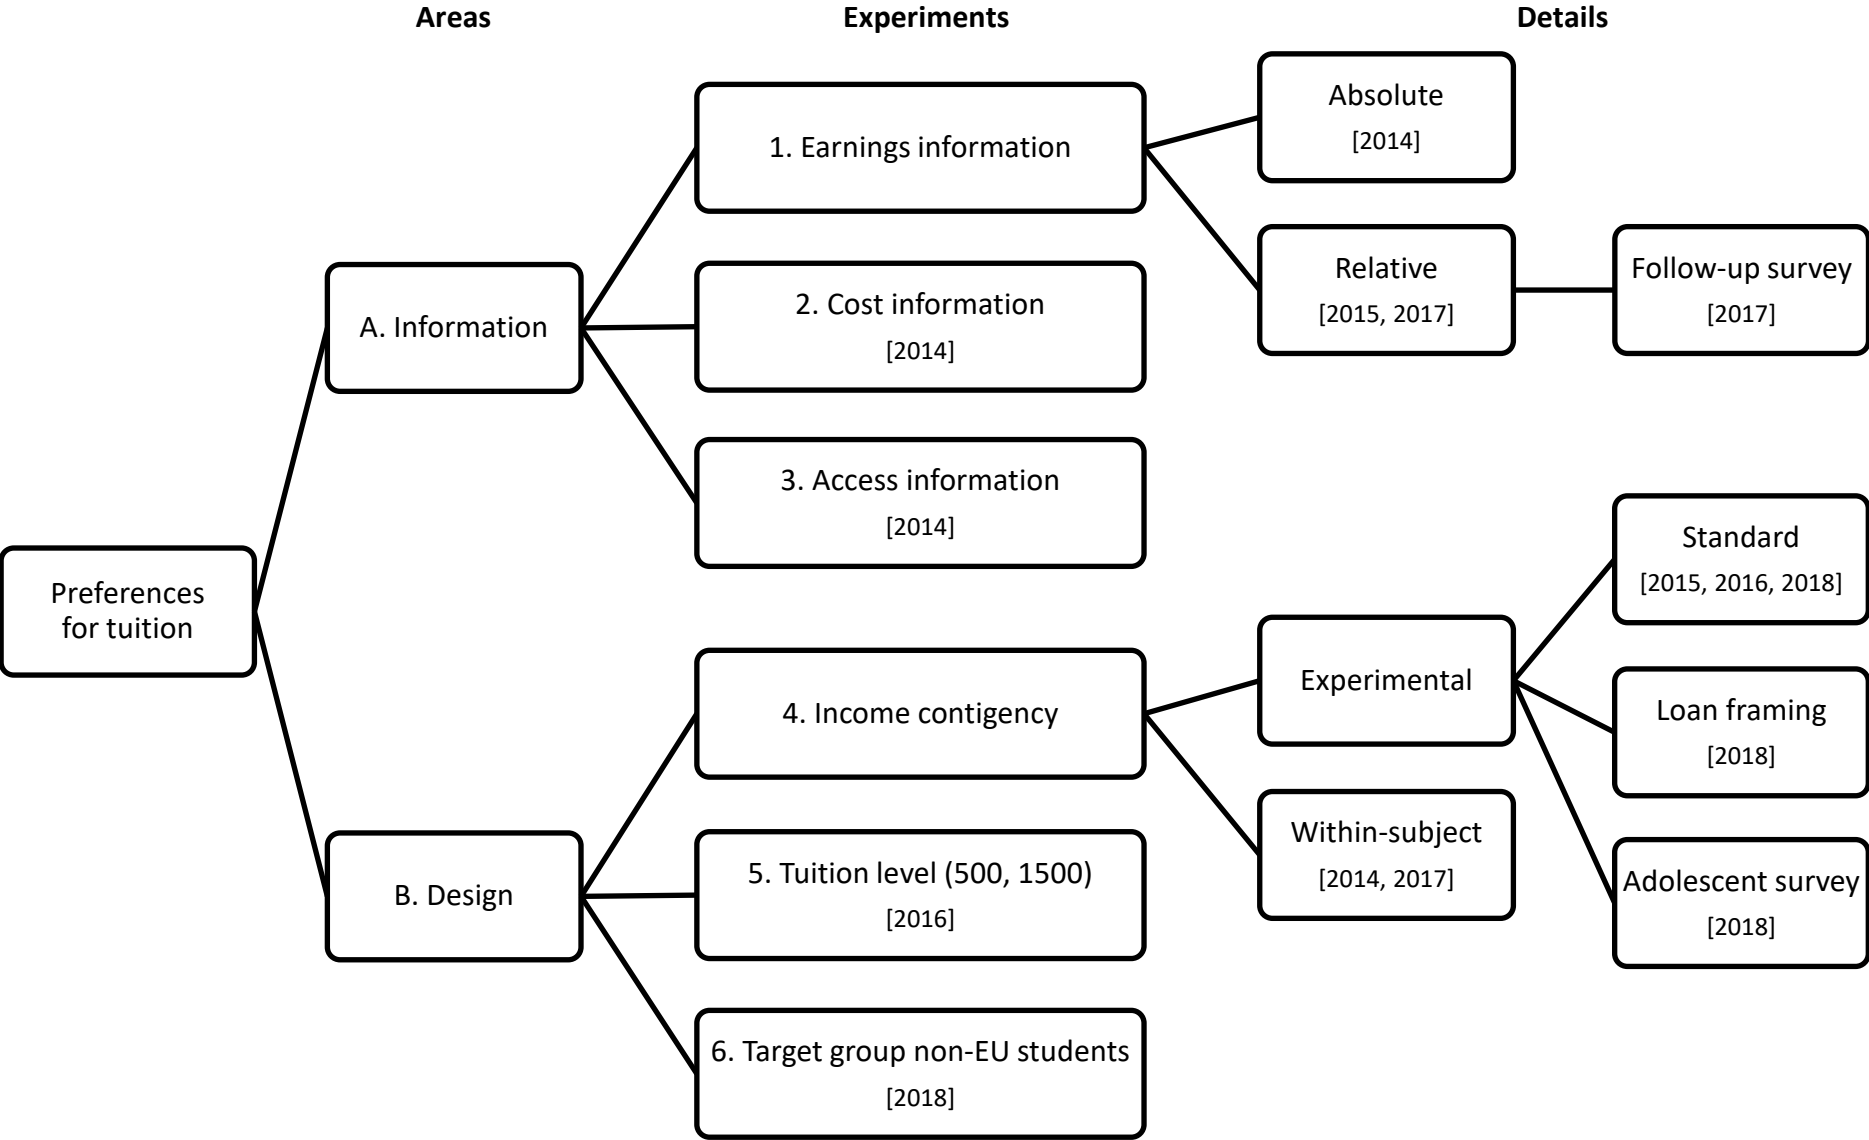 Areas
Experiments
Details
Preferences
for tuition
A. Information
1. Earnings information
Absolute
[2014]
Relative
[2015, 2017]
Follow-up survey
[2017]
2. Cost information
[2014]
3. Access information
[2014]
B. Design
4. Income contigency
Experimental
Standard
[2015, 2016, 2018]
Loan framing
[2018]
Adolescent survey
[2018]
Within-subject
[2014, 2017]
5. Tuition level (500, 1500)
[2016]
6. Target group non-EU students
[2018]